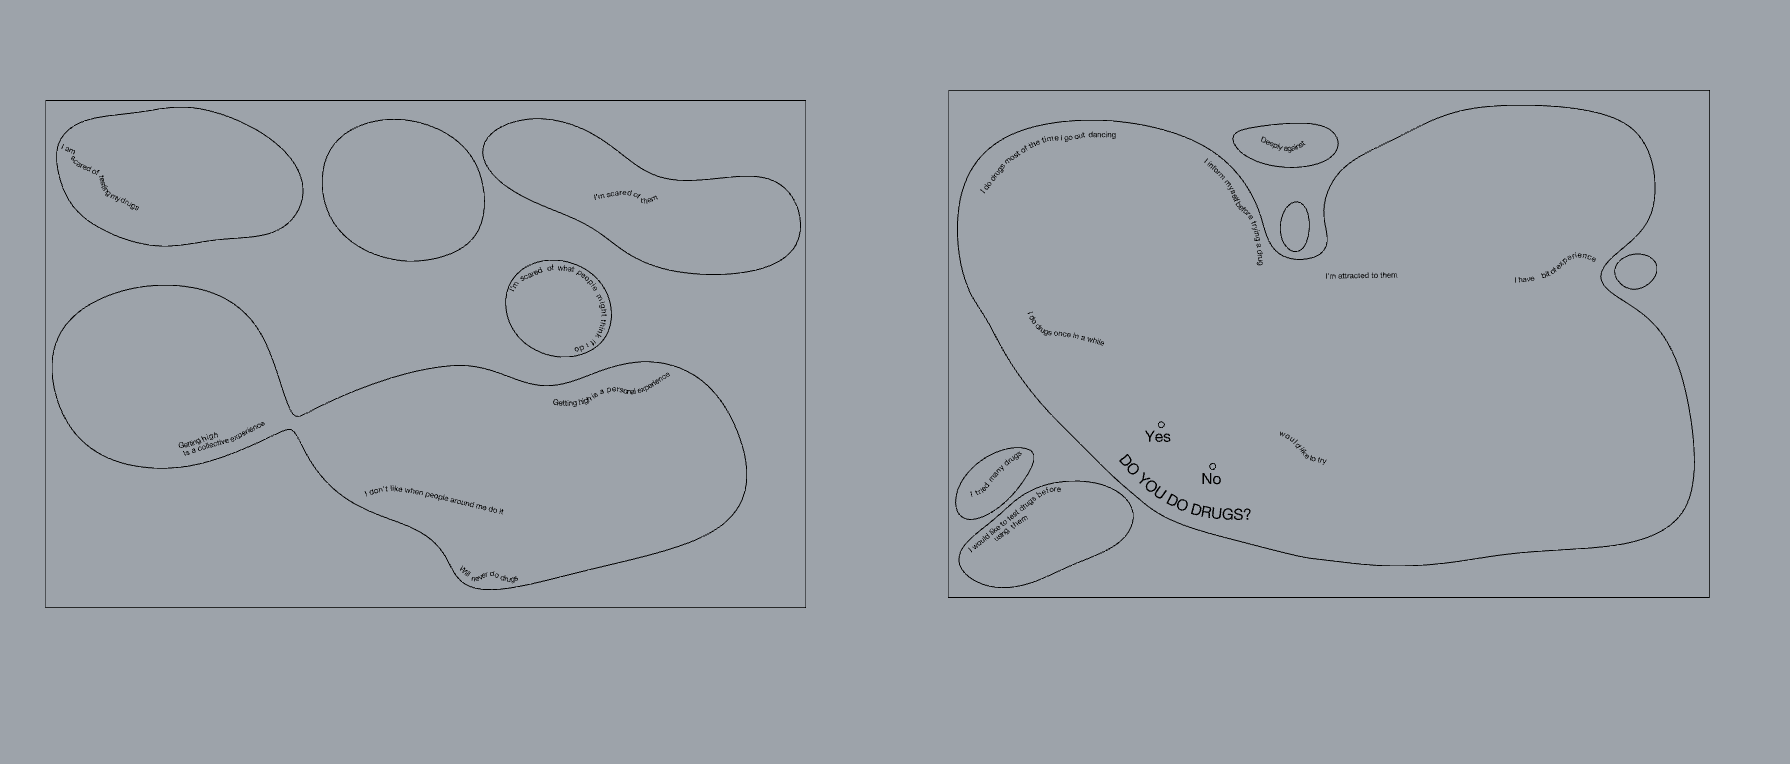 I am
scared of testing my drugs
I'm scared of them
I'm scared of what people might think if I do
Getting high is a personal experience
Getting high
is a collective experience
I don't like when people around me do it
Will never do drugs
I do drugs most of the time I go out dancing
Deeply against
I inform myself before trying a drug
I'm attracted to them
I have bit of experience
I do drugs once in a while
Yes
would like to try
No
DO YOU DO DRUGS?
I tried many drugs
I would like to test drugs before
using them